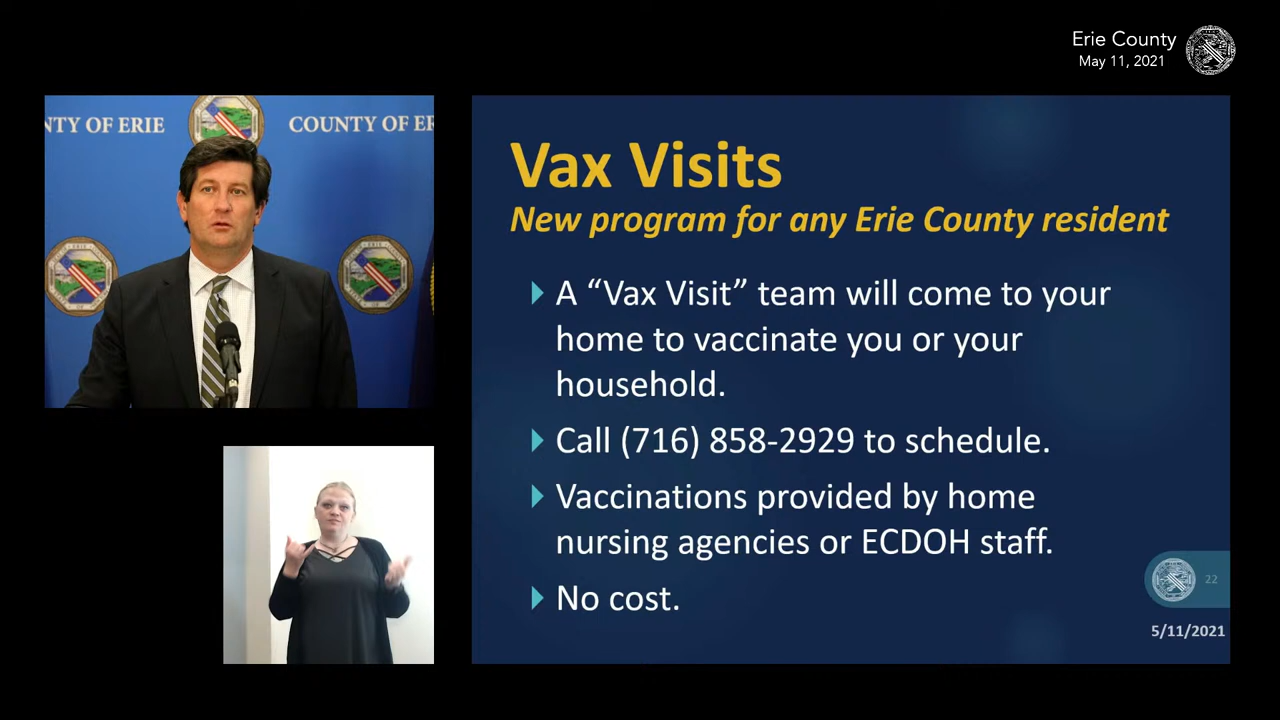 Erie County
May 11, 2021
NTY OF ERIE
COUNTY OF ER
Vax Visits
New program for any Erie County resident
A “Vax Visit” team will come to your
home to vaccinate you or your
household.
Call (716) 858-2929 to schedule.
Vaccinations provided by home
nursing agencies or ECDOH staff.
No cost.
22
5/11/2021